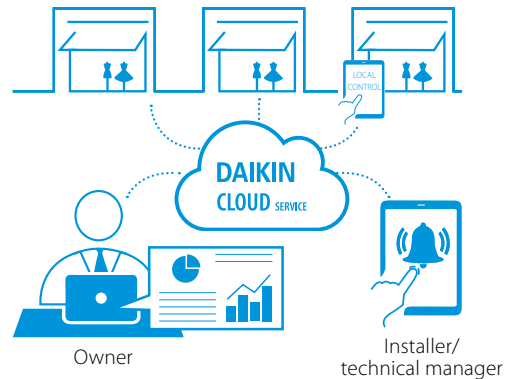 LOCAL
CONTROL
DAIKIN
CLOUD SERVICE
Owner
Installer/
technical manager